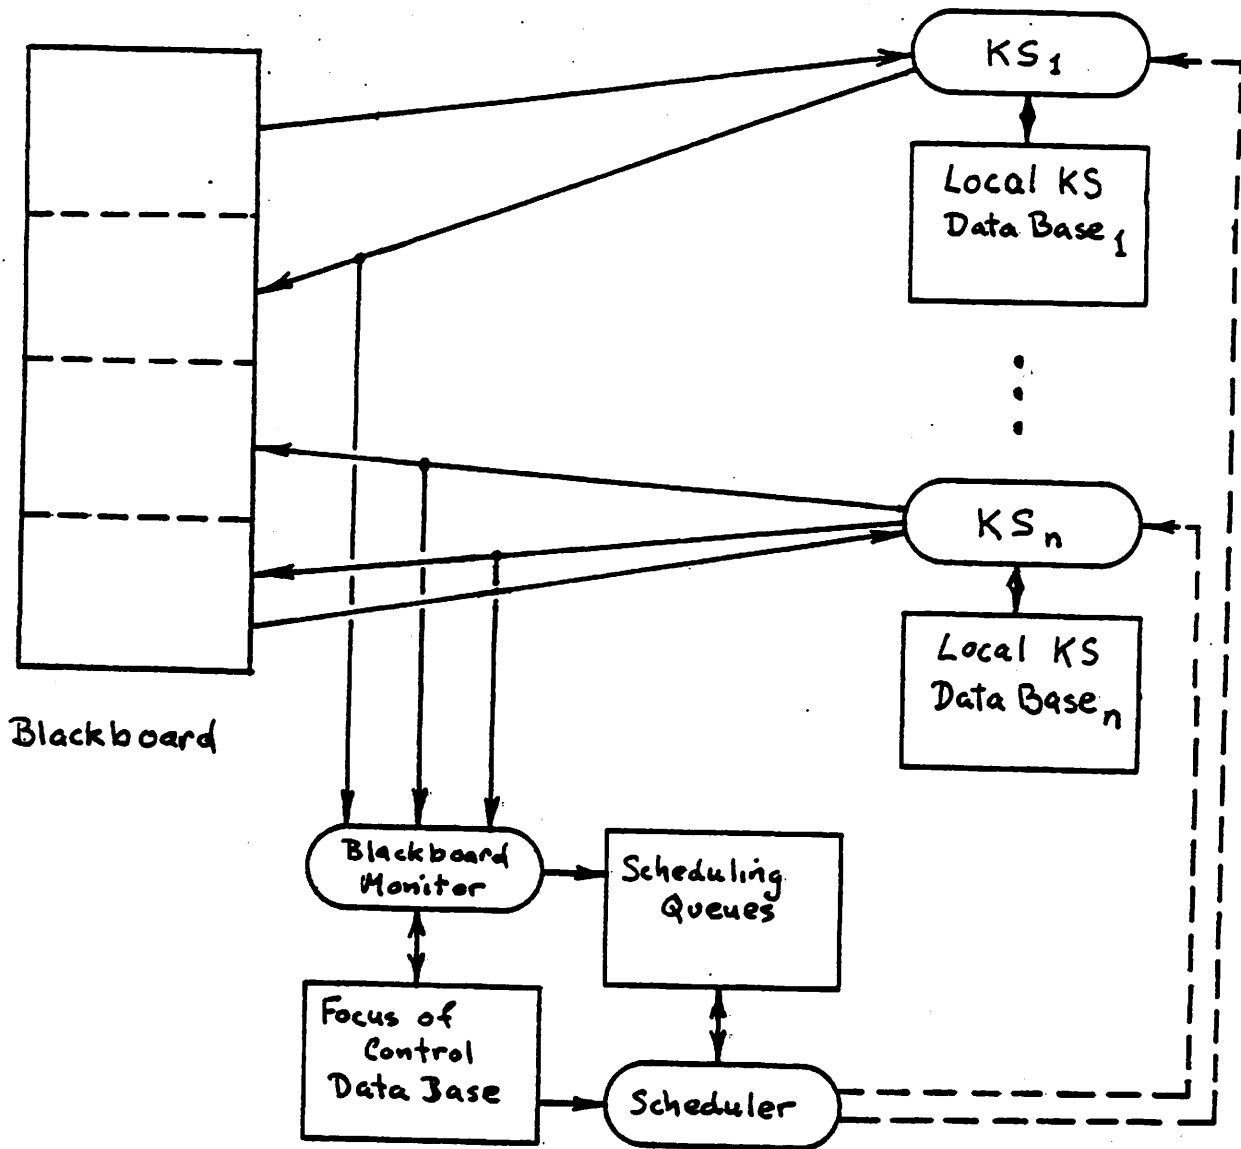 KS₁
Local KS
Data Base₁
KSₙ
Local KS
Data Baseₙ
Blackboard
Blackboard
Monitor
Scheduling
Queues
Focus of
Control
Data Base
Scheduler